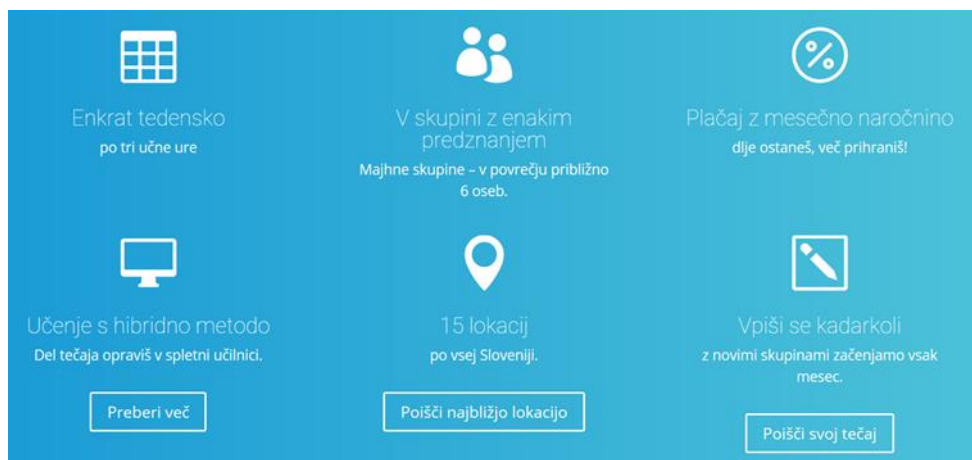 Enkrat tedensko
po tri učne ure
V skupini z enakim
predznanjem
Majhne skupine – v povrečju približno
6 oseb.
Plačaj z mesečno naročnino
dlje ostaneš, več prihraniš!
Učenje s hibridno metodo
Del tečaja opraviš v spletni učilnici.
Preberi več
15 lokacij
po vsej Sloveniji.
Poišči najbližjo lokacijo
Vpiši se kadarkoli
z novimi skupinami začenjamo vsak
mesec.
Poišči svoj tečaj